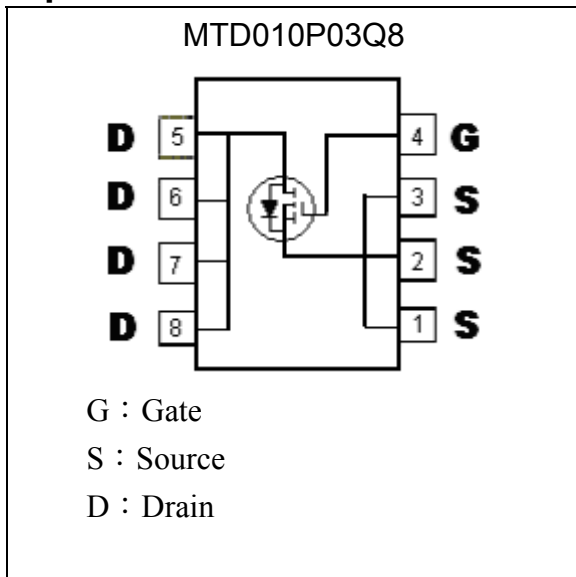 MTD010P03Q8
D 5 4 G
D 6 3 S
D 7 2 S
D 8 1 S
G：Gate
S：Source
D：Drain